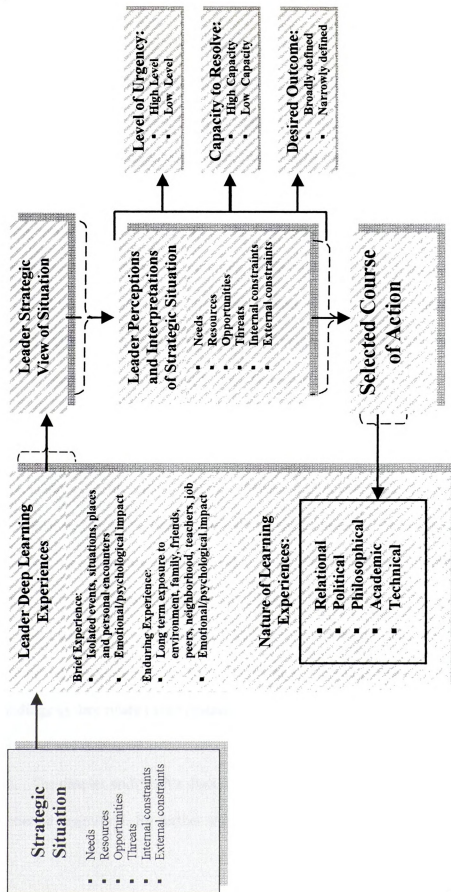 Strategic
Situation
▪ Needs
▪ Resources
▪ Opportunities
▪ Threats
▪ Internal constraints
▪ External constraints
Leader Deep Learning
Experiences
Brief Experience:
▪ Isolated events, situations, places
and personal encounters
▪ Emotional/psychological impact
Enduring Experience:
▪ Long term exposure to
environment, family, friends,
peers, neighborhood, teachers, job
▪ Emotional/psychological impact
Nature of Learning
Experiences:
▪ Relational
▪ Political
▪ Philosophical
▪ Academic
▪ Technical
Leader Strategic
View of Situation
Leader Perceptions
and Interpretations
of Strategic Situation
▪ Needs
▪ Resources
▪ Opportunities
▪ Threats
▪ Internal constraints
▪ External constraints
Selected Course
of Action
Level of Urgency:
▪ High Level
▪ Low Level
Capacity to Resolve:
▪ High Capacity
▪ Low Capacity
Desired Outcome:
▪ Broadly defined
▪ Narrowly defined